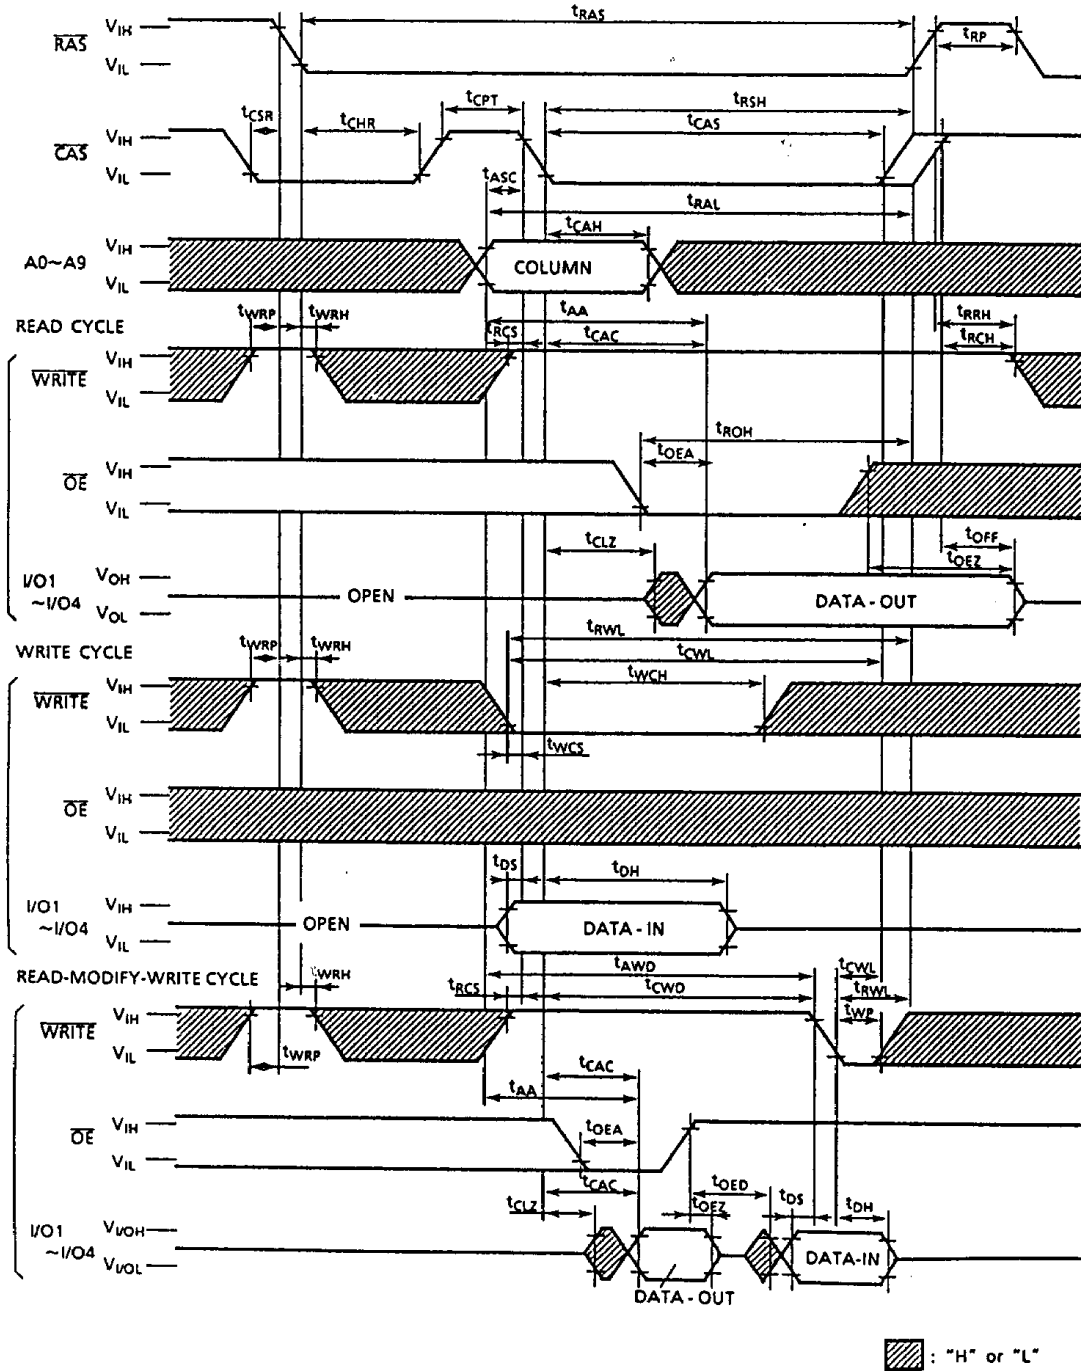 tRAS
RAS VIH
VIL
tRP
tCPT
tRSH
tCSR
tCHR
tCAS
CAS VIH
VIL
tASC
tRAL
tCAH
A0~A9 VIH
VIL
COLUMN
READ CYCLE
tWRP
tWRH
tAA
tRCS
tCAC
tRRH
tRCH
WRITE VIH
VIL
tROH
tOEA
OE VIH
VIL
tCLZ
tOFF
tOEZ
I/O1
~I/O4
VOH
VOL
OPEN
DATA-OUT
WRITE CYCLE
tWRP
tWRH
tRWL
tCWL
tWCH
WRITE VIH
VIL
tWCS
OE VIH
VIL
tDS
tDH
I/O1
~I/O4
VIH
VIL
OPEN
DATA-IN
READ-MODIFY-WRITE CYCLE
tWRH
tAWD
tRCS
tCWD
tCWL
tRWL
tWP
WRITE VIH
VIL
tWRP
tCAC
tAA
tOEA
OE VIH
VIL
tCAC
tCLZ
tOED
tOEZ
tDS
tDH
I/O1
~I/O4
VI/OH
VI/OL
DATA-OUT
DATA-IN
: "H" or "L"